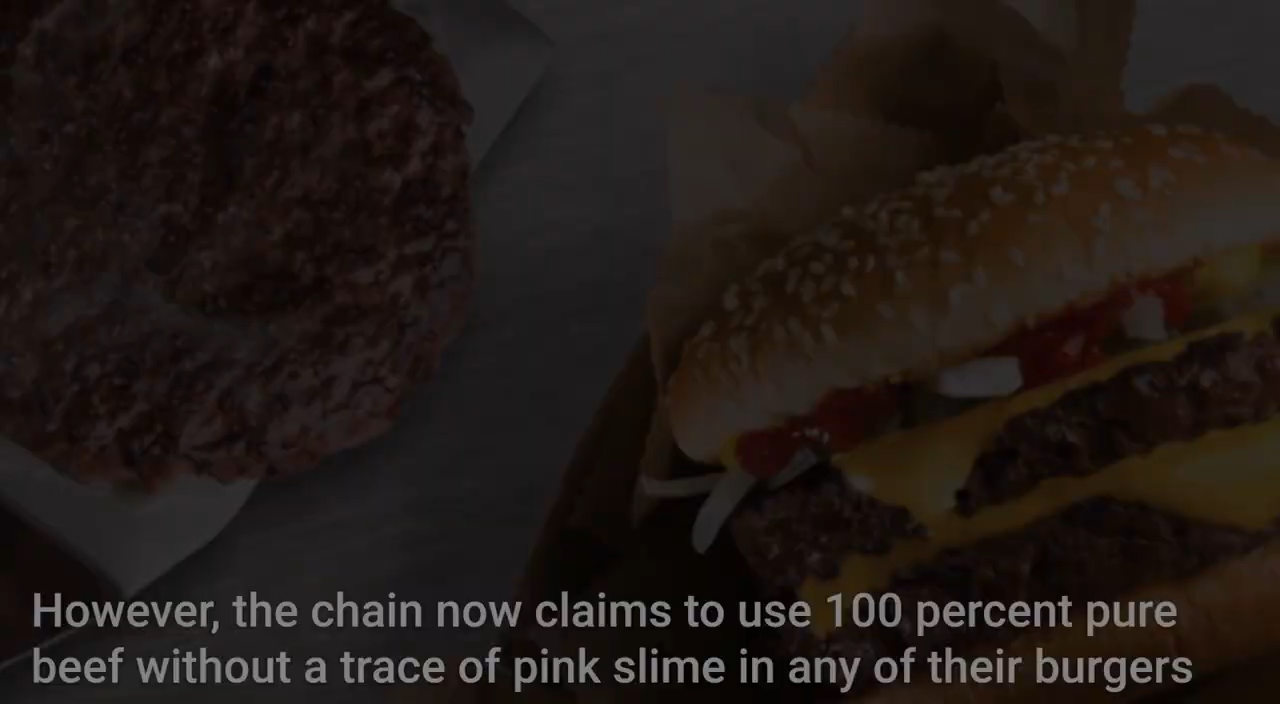 However, the chain now claims to use 100 percent pure
beef without a trace of pink slime in any of their burgers